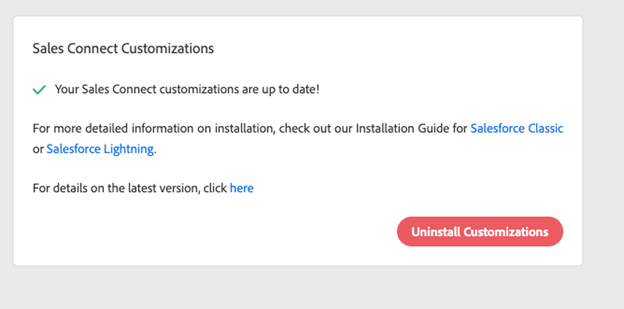 Sales Connect Customizations
Your Sales Connect customizations are up to date!
For more detailed information on installation, check out our Installation Guide for Salesforce Classic
or Salesforce Lightning.
For details on the latest version, click here
Uninstall Customizations